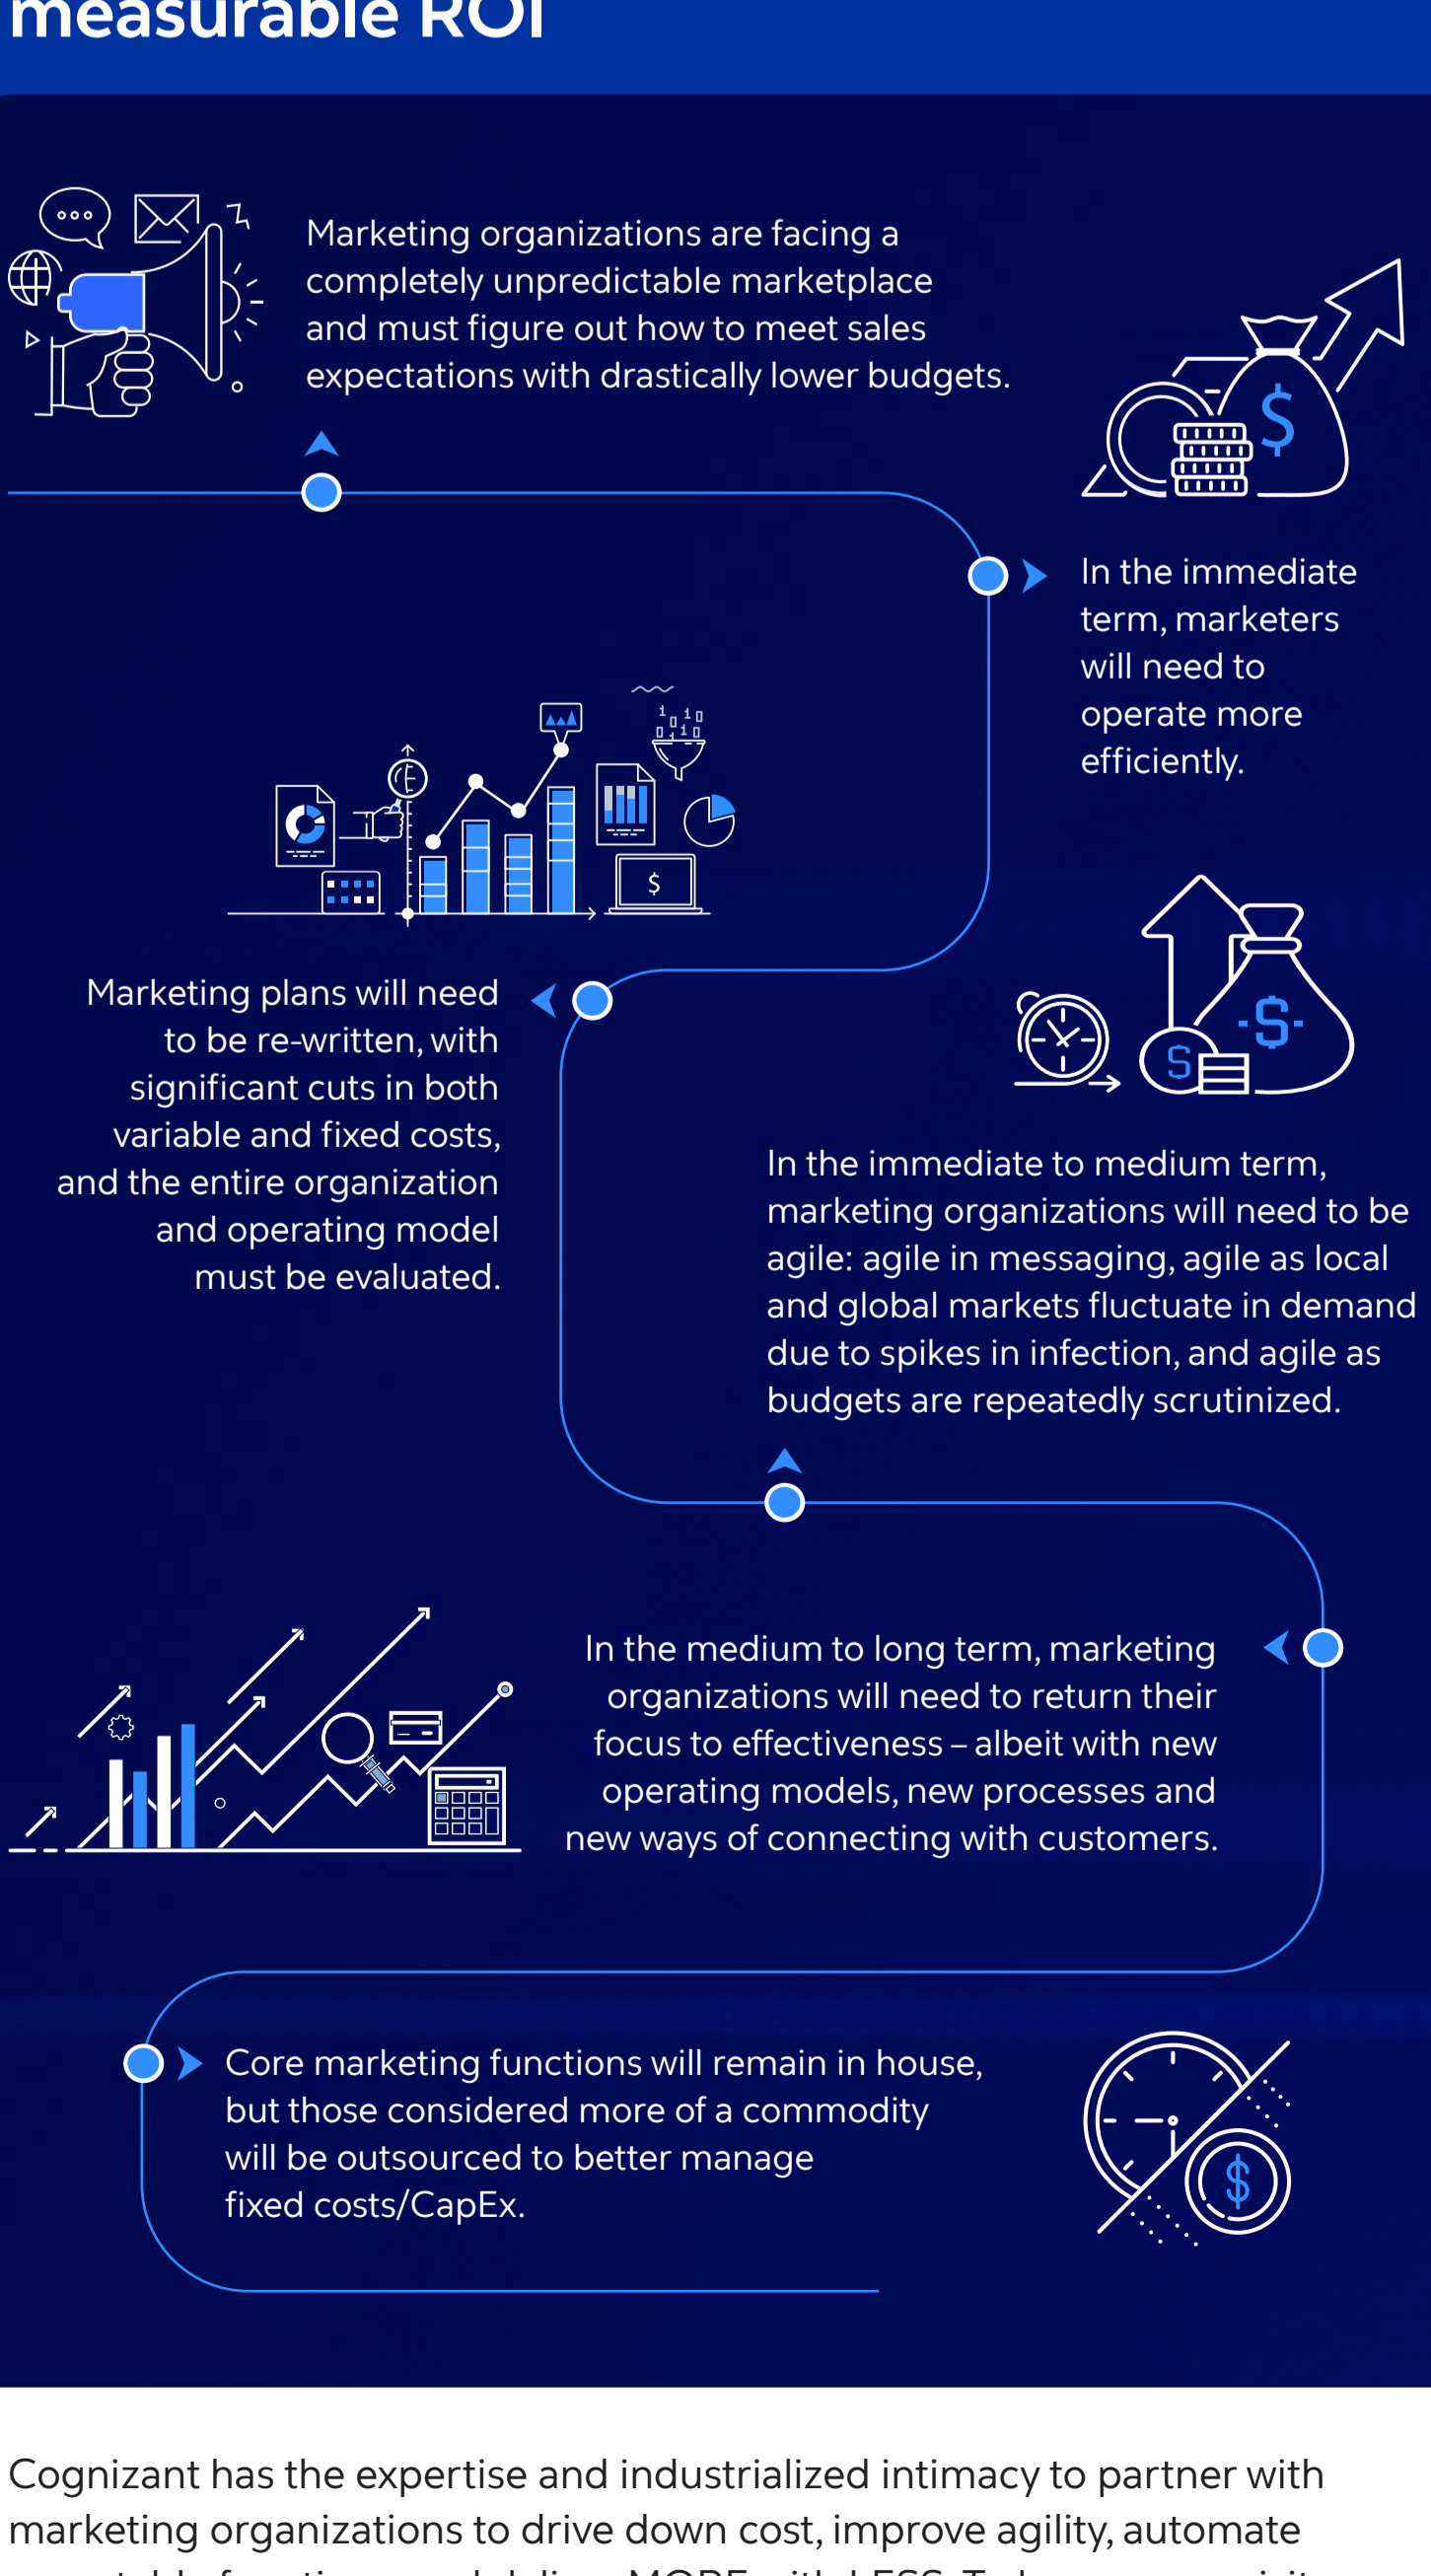 measurable ROI
Marketing organizations are facing a
completely unpredictable marketplace
and must figure out how to meet sales
expectations with drastically lower budgets.
$
In the immediate
term, marketers
will need to
operate more
efficiently.
$
Marketing plans will need
to be re-written, with
significant cuts in both
variable and fixed costs,
and the entire organization
and operating model
must be evaluated.
$
$
In the immediate to medium term,
marketing organizations will need to be
agile: agile in messaging, agile as local
and global markets fluctuate in demand
due to spikes in infection, and agile as
budgets are repeatedly scrutinized.
In the medium to long term, marketing
organizations will need to return their
focus to effectiveness – albeit with new
operating models, new processes and
new ways of connecting with customers.
Core marketing functions will remain in house,
but those considered more of a commodity
will be outsourced to better manage
fixed costs/CapEx.
$
Cognizant has the expertise and industrialized intimacy to partner with
marketing organizations to drive down cost, improve agility, automate
MORE with LESS. To